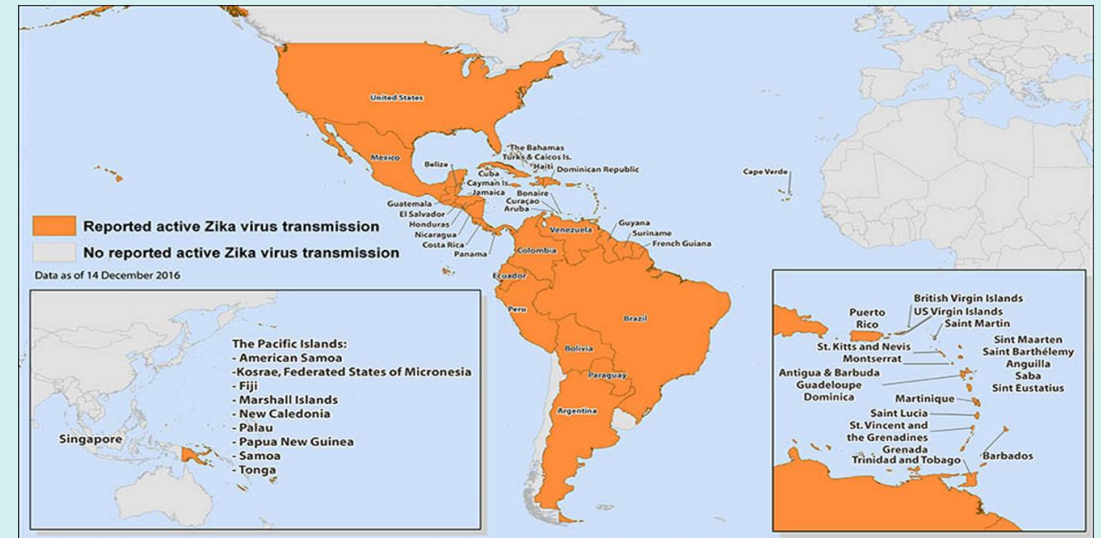 United States
Mexico
The Bahamas
Turks & Caicos Is.
Haiti
Dominican Republic
Belize
Cuba
Cayman Is.
Jamaica
Bonaire
Curaçao
Aruba
Cape Verde
Guatemala
El Salvador
Honduras
Nicaragua
Costa Rica
Panama
Guyana
Suriname
French Guiana
Venezuela
Colombia
Ecuador
Peru
Brazil
Bolivia
Paraguay
Argentina
Reported active Zika virus transmission
No reported active Zika virus transmission
Data as of 14 December 2016
The Pacific Islands:
- American Samoa
-Kosrae, Federated States of Micronesia
- Fiji
- Marshall Islands
- New Caledonia
- Palau
- Papua New Guinea
- Samoa
- Tonga
Singapore
British Virgin Islands
US Virgin Islands
Saint Martin
Puerto
Rico
St. Kitts and Nevis
Montserrat
Sint Maarten
Saint Barthélemy
Anguilla
Saba
Sint Eustatius
Antigua & Barbuda
Guadeloupe
Dominica
Martinique
Saint Lucia
St. Vincent and
the Grenadines
Grenada
Trinidad and Tobago
Barbados